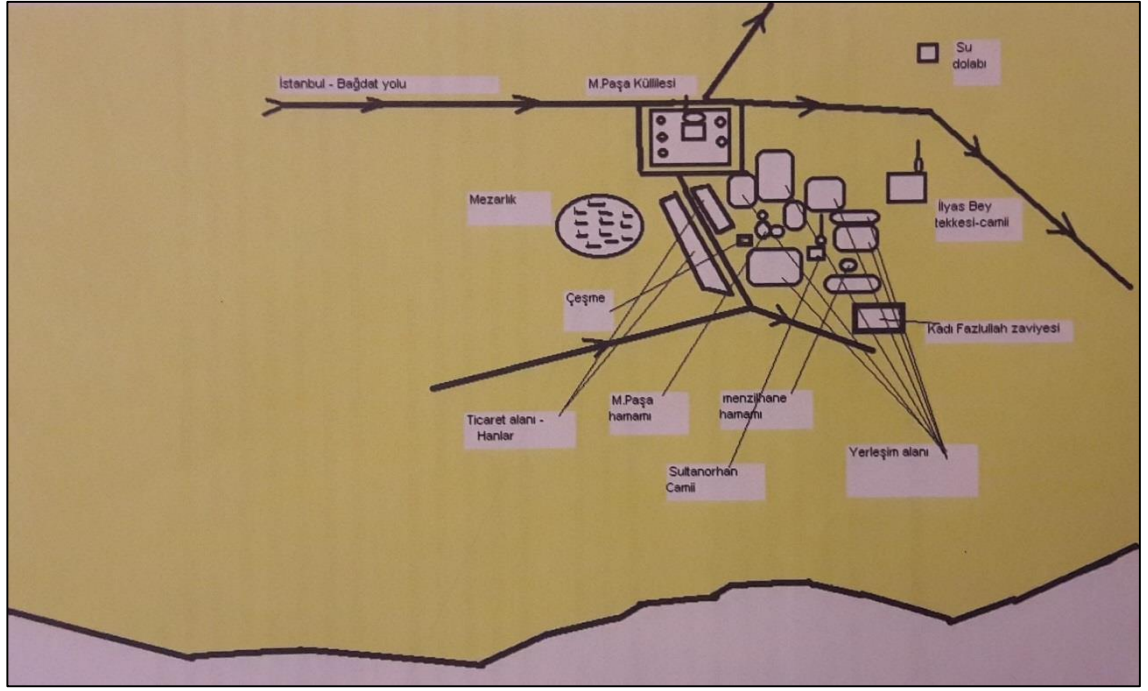 Su
dolabı
İstanbul - Bağdat yolu
M.Paşa Küllilesi
Mezarlık
İlyas Bey
tekkesi-camii
Çeşme
Kadı Fazlullah zaviyesi
Ticaret alanı -
Hanlar
M.Paşa
hamamı
menzilhane
hamamı
Yerleşim alanı
Sultanorhan
Camii